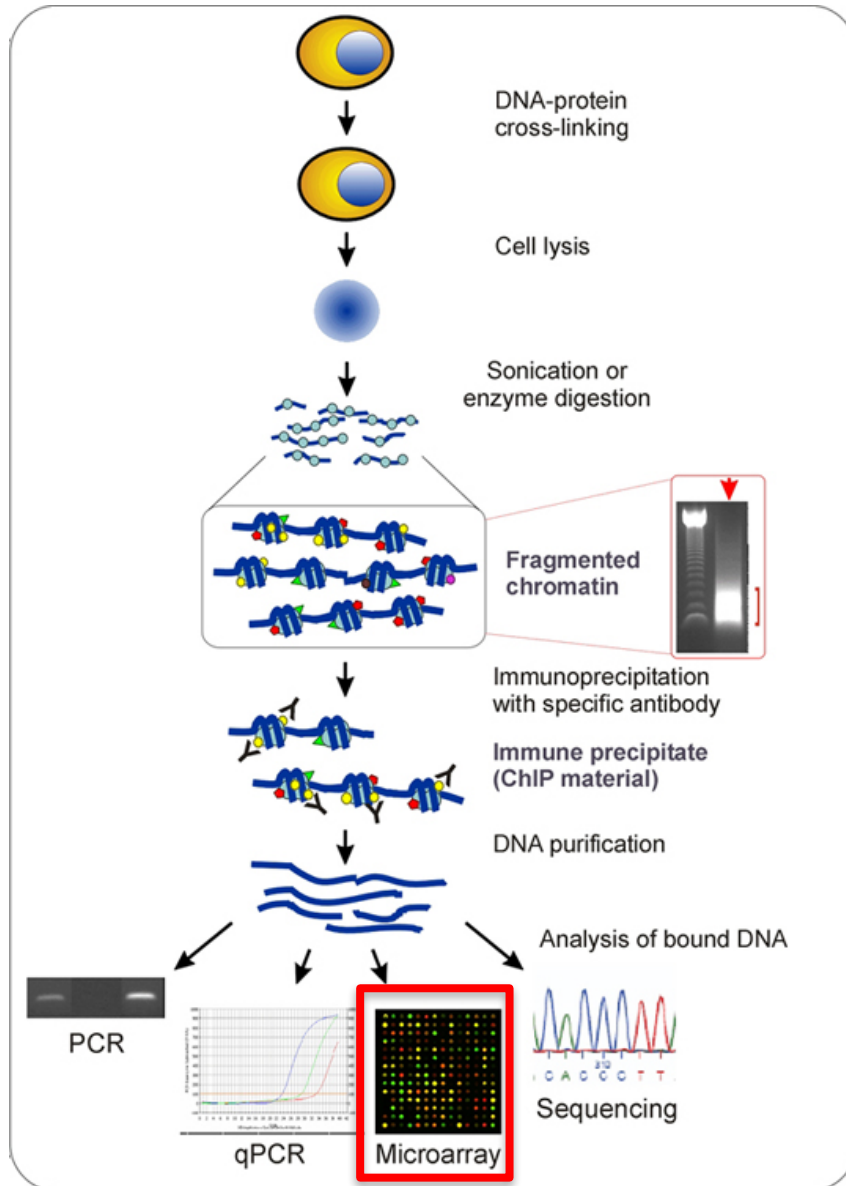 DNA-protein
cross-linking
Cell lysis
Sonication or
enzyme digestion
Fragmented
chromatin
Immunoprecipitation
with specific antibody
Immune precipitate
(ChIP material)
DNA purification
Analysis of bound DNA
PCR
qPCR
Microarray
C A C C C T T
Sequencing